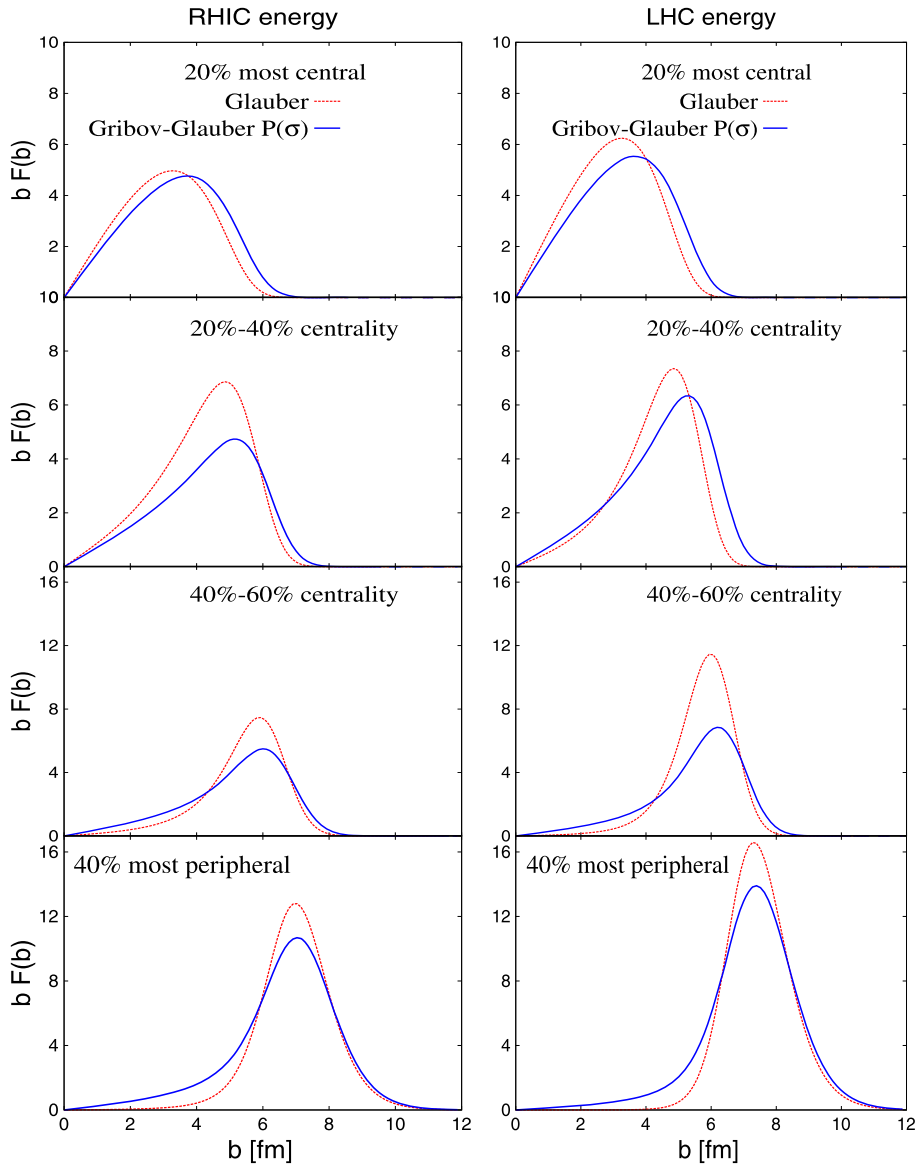 RHIC energy
LHC energy
10
8
6
4
2
10
b F(b)
20% most central
Glauber
Gribov-Glauber P(σ)
10
8
6
4
2
10
b F(b)
20% most central
Glauber
Gribov-Glauber P(σ)
8
6
4
2
0
b F(b)
20%-40% centrality
8
6
4
2
0
b F(b)
20%-40% centrality
16
12
8
4
0
b F(b)
40%-60% centrality
16
12
8
4
0
b F(b)
40%-60% centrality
16
12
8
4
0
b F(b)
40% most peripheral
0 2 4 6 8 10 12
b [fm]
16
12
8
4
0
b F(b)
40% most peripheral
0 2 4 6 8 10 12
b [fm]